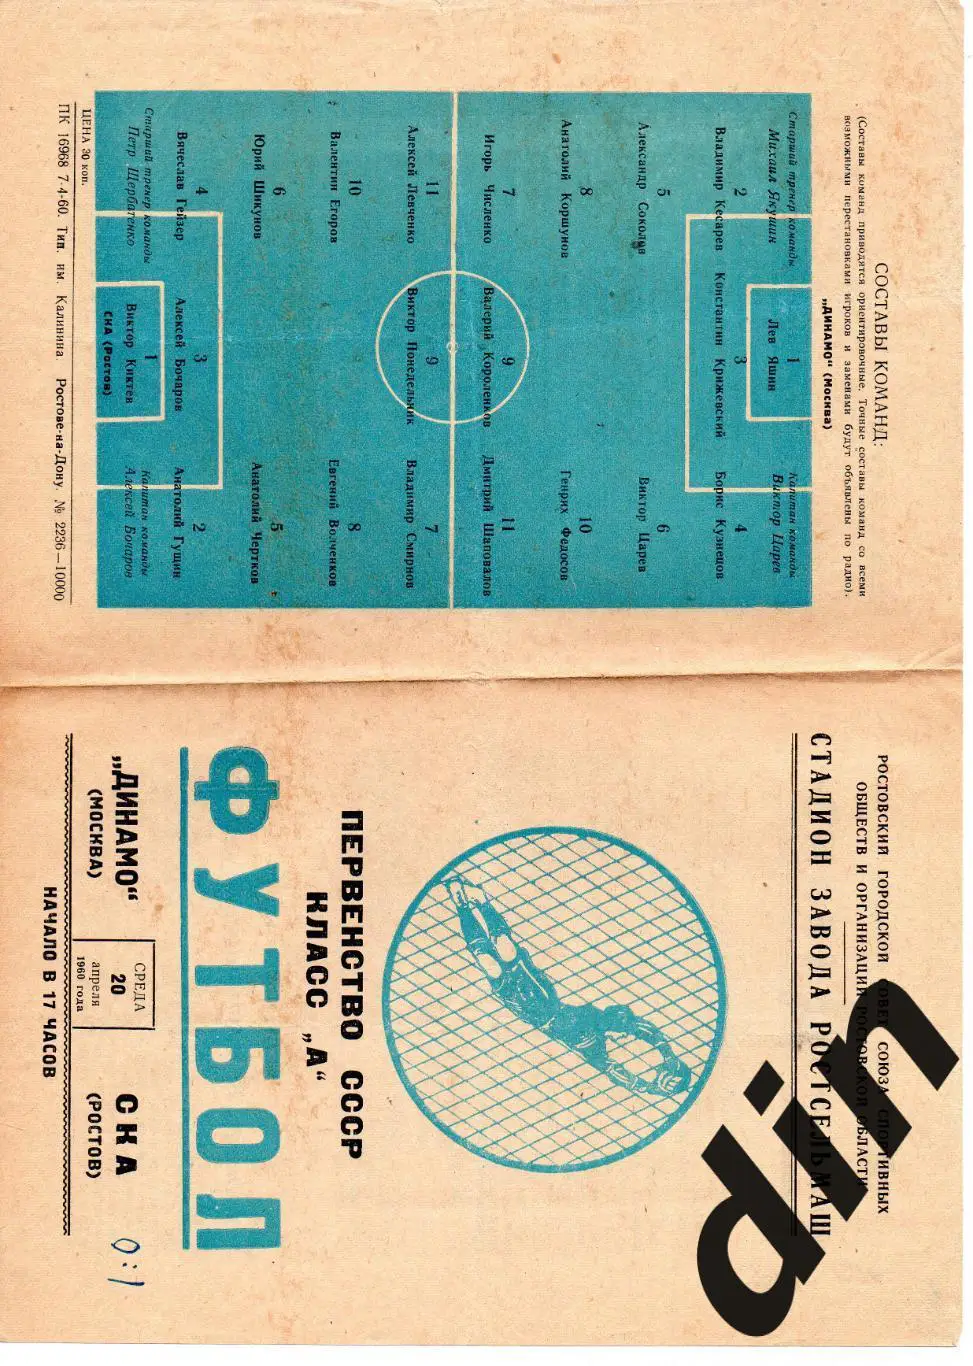 СОСТАВЫ КОМАНД:
(Составы команд приводятся ориентировочные. Точные составы команд со всеми
возможными перестановками игроков и заменами будут объявлены по радио).
„ДИНАМО“ (Москва)
Старший тренер команды
Михаил Якушин
1
Лев Яшин
Капитан команды
Виктор Царев
2
Владимир Кесарев
3
Константин Крижевский
4
Борис Кузнецов
5
Александр Соколов
6
Виктор Царев
8
Анатолий Коршунов
10
Генрих Федосов
7
Игорь Численко
9
Валерий Короленков
11
Дмитрий Шаповалов
11
Алексей Левченко
9
Виктор Понедельник
7
Владимир Смирнов
10
Валентин Егоров
8
Евгений Волченков
6
Юрий Шикунов
5
Анатолий Чертков
4
Вячеслав Гейзер
3
Алексей Бочаров
2
Анатолий Гущин
Старший тренер команды
Петр Щербатенко
1
Виктор Киктев
СКА (Ростов)
Капитан команды
Алексей Бочаров
ЦЕНА 30 коп.
ПК 16968 7-4-60. Тип. им. Калинина Ростове-на-Дону. № 2236—10000
РОСТОВСКИЙ ГОРОДСКОЙ СОВЕТ СОЮЗА СПОРТИВНЫХ
ОБЩЕСТВ И ОРГАНИЗАЦИЙ РОСТОВСКОЙ ОБЛАСТИ
СТАДИОН ЗАВОДА РОСТСЕЛЬМАШ
ПЕРВЕНСТВО СССР
КЛАСС „А“
ФУТБОЛ
„ДИНАМО“
(МОСКВА)
СРЕДА
20
апреля
1960 года
СКА
(РОСТОВ)
0:1
НАЧАЛО В 17 ЧАСОВ
din